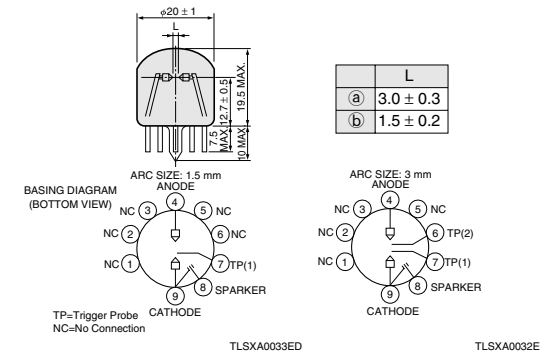 φ20 ± 1
L
12.7 ± 0.5
19.5 MAX.
7.5 MAX.
10 MAX.
L
ⓐ 3.0 ± 0.3
ⓑ 1.5 ± 0.2
BASING DIAGRAM
(BOTTOM VIEW)
ARC SIZE: 1.5 mm
ANODE
4
NC 3
5 NC
NC 2
6 NC
NC 1
7 TP(1)
8 SPARKER
9
CATHODE
TP=Trigger Probe
NC=No Connection
TLSXA0033ED
ARC SIZE: 3 mm
ANODE
4
NC 3
5 NC
NC 2
6 TP(2)
NC 1
7 TP(1)
8 SPARKER
9
CATHODE
TLSXA0032E